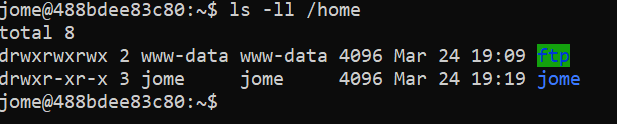 jome@488bdee83c80:~$ ls -ll /home
total 8
drwxrwxrwx 2 www-data www-data 4096 Mar 24 19:09 ftp
drwxr-xr-x 3 jome     jome     4096 Mar 24 19:19 jome
jome@488bdee83c80:~$